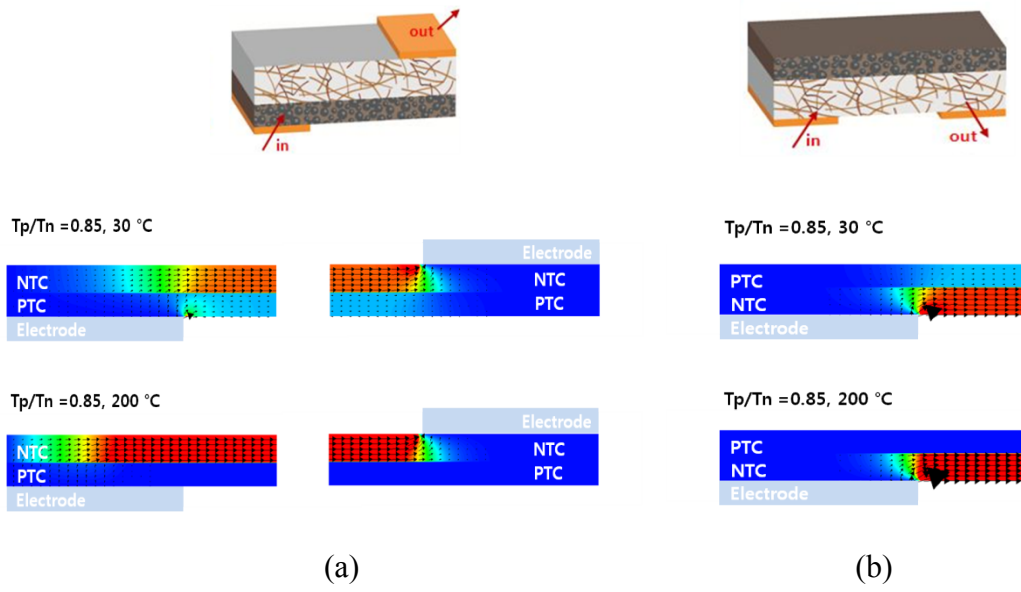 out
in
in
out
Tp/Tn =0.85, 30 °C
Electrode
NTC
PTC
Electrode
NTC
PTC
Tp/Tn =0.85, 30 °C
PTC
NTC
Electrode
Tp/Tn =0.85, 200 °C
Electrode
NTC
PTC
Electrode
NTC
PTC
Tp/Tn =0.85, 200 °C
PTC
NTC
Electrode
(a)
(b)